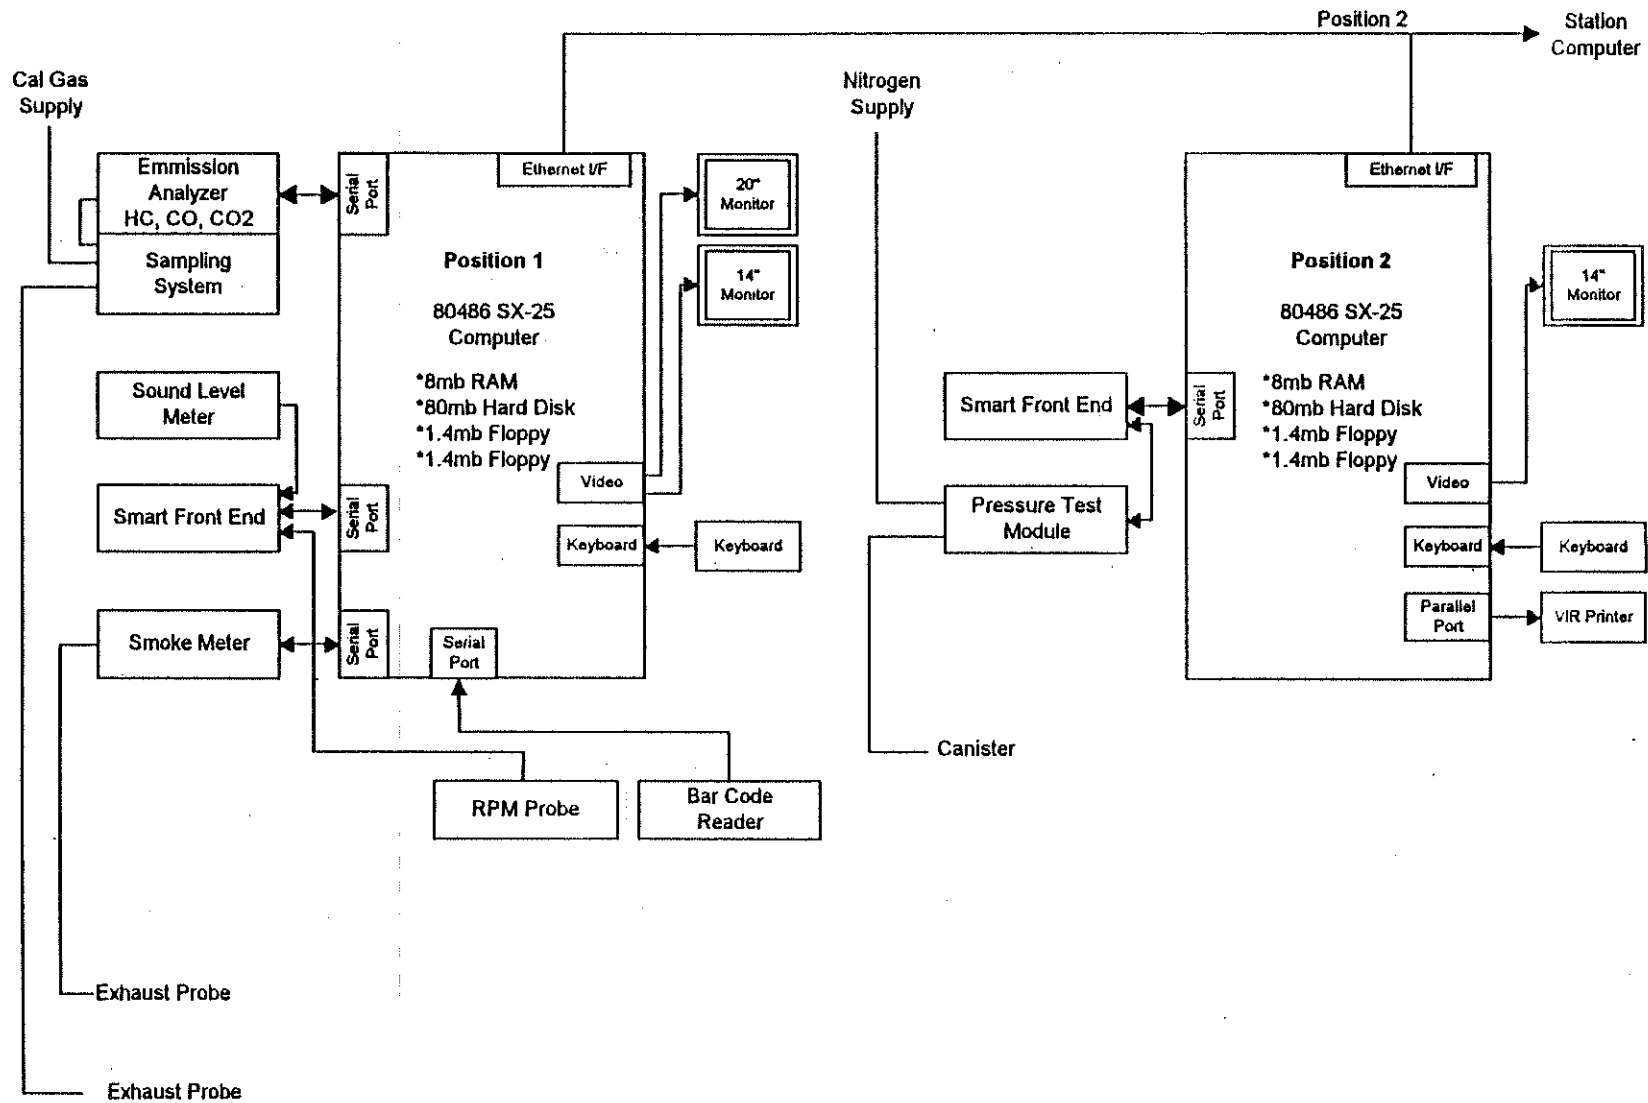 Position 2
Station
Computer
Cal Gas
Supply
Nitrogen
Supply
Emmission
Analyzer
HC, CO, CO2
Sampling
System
Serial
Port
Ethernet I/F
20"
Monitor
14"
Monitor
Position 1
80486 SX-25
Computer
*8mb RAM
*80mb Hard Disk
*1.4mb Floppy
*1.4mb Floppy
Sound Level
Meter
Smart Front End
Serial
Port
Video
Keyboard
Keyboard
Smoke Meter
Serial
Port
Serial
Port
RPM Probe
Bar Code
Reader
Exhaust Probe
Exhaust Probe
Ethernet I/F
Position 2
80486 SX-25
Computer
*8mb RAM
*80mb Hard Disk
*1.4mb Floppy
*1.4mb Floppy
14"
Monitor
Smart Front End
Serial
Port
Pressure Test
Module
Video
Keyboard
Keyboard
Parallel
Port
VIR Printer
Canister